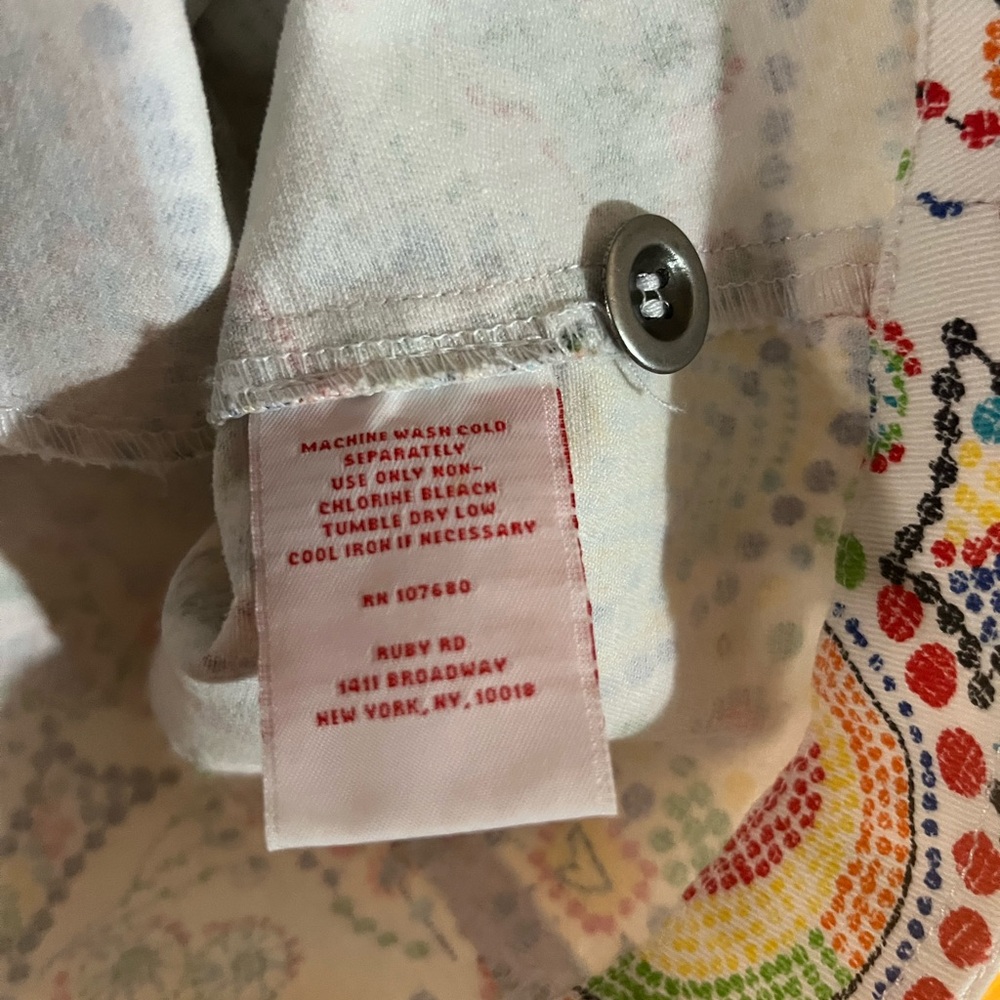 MACHINE WASH COLD
SEPARATELY
USE ONLY NON-
CHLORINE BLEACH
TUMBLE DRY LOW
COOL IRON IF NECESSARY
RN 107680
RUBY RD
1411 BROADWAY
NEW YORK, NY, 10018